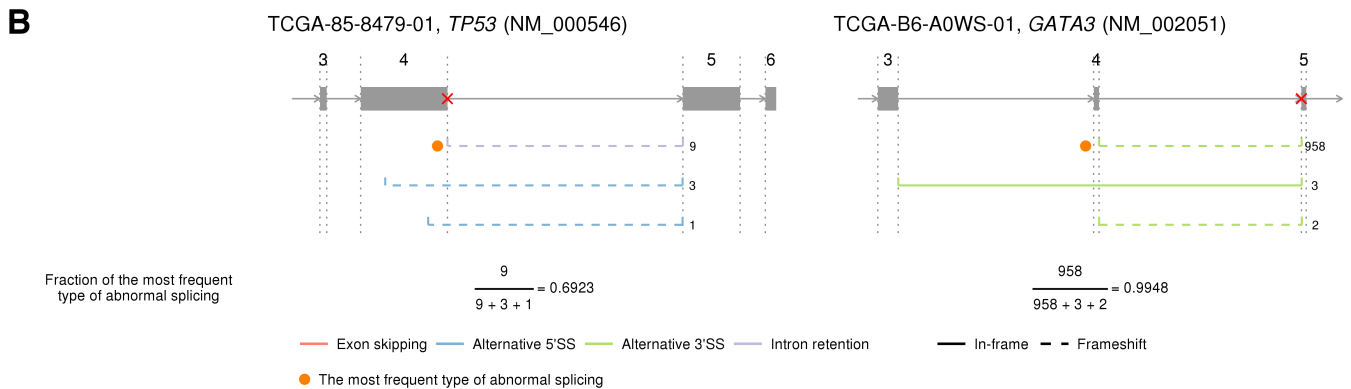 B
TCGA-85-8479-01, TP53 (NM_000546)
TCGA-B6-A0WS-01, GATA3 (NM_002051)
3 4 5 6
3 4 5
9
958
3
3
1
2
Fraction of the most frequent
type of abnormal splicing
9
9 + 3 + 1
= 0.6923
958
958 + 3 + 2
= 0.9948
Exon skipping Alternative 5'SS Alternative 3'SS Intron retention In-frame Frameshift
The most frequent type of abnormal splicing